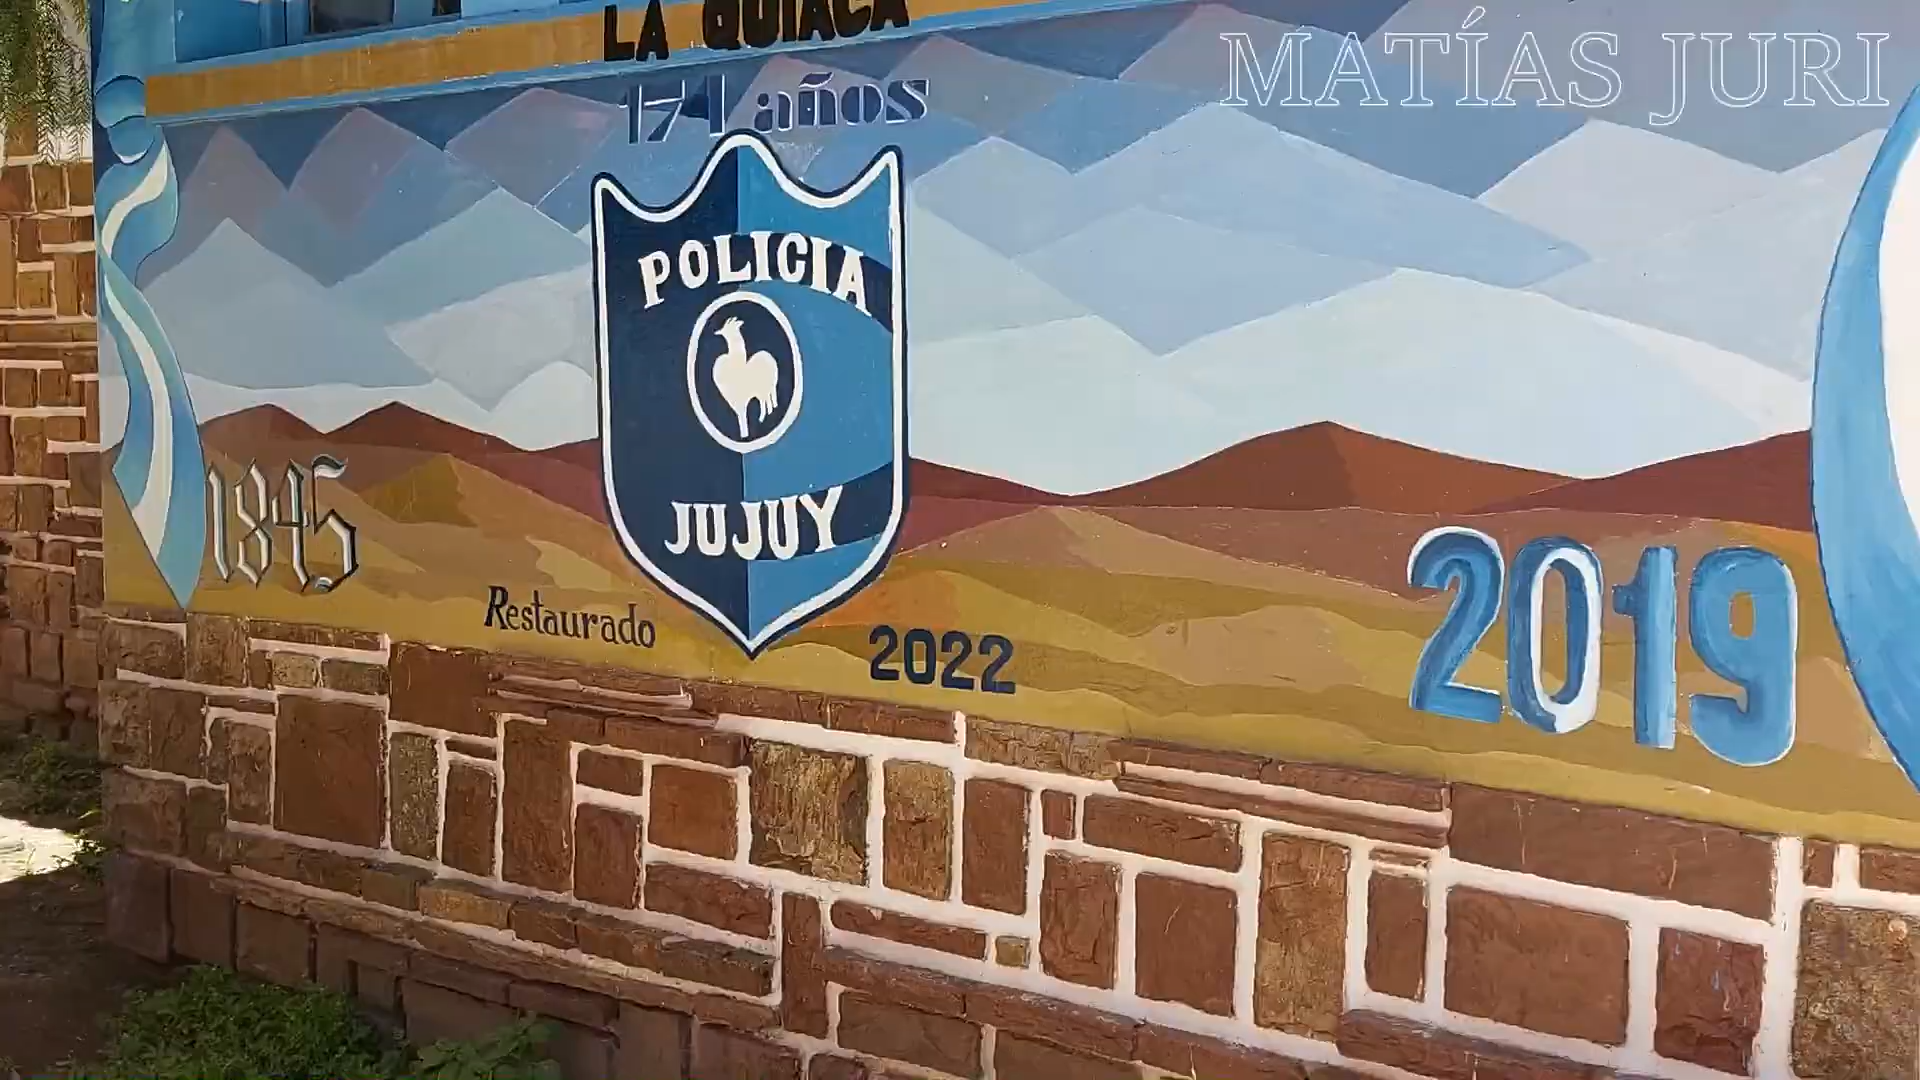 LA QUIACA
MATÍAS JURI
174 años
POLICIA
JUJUY
1845
2019
Restaurado
2022